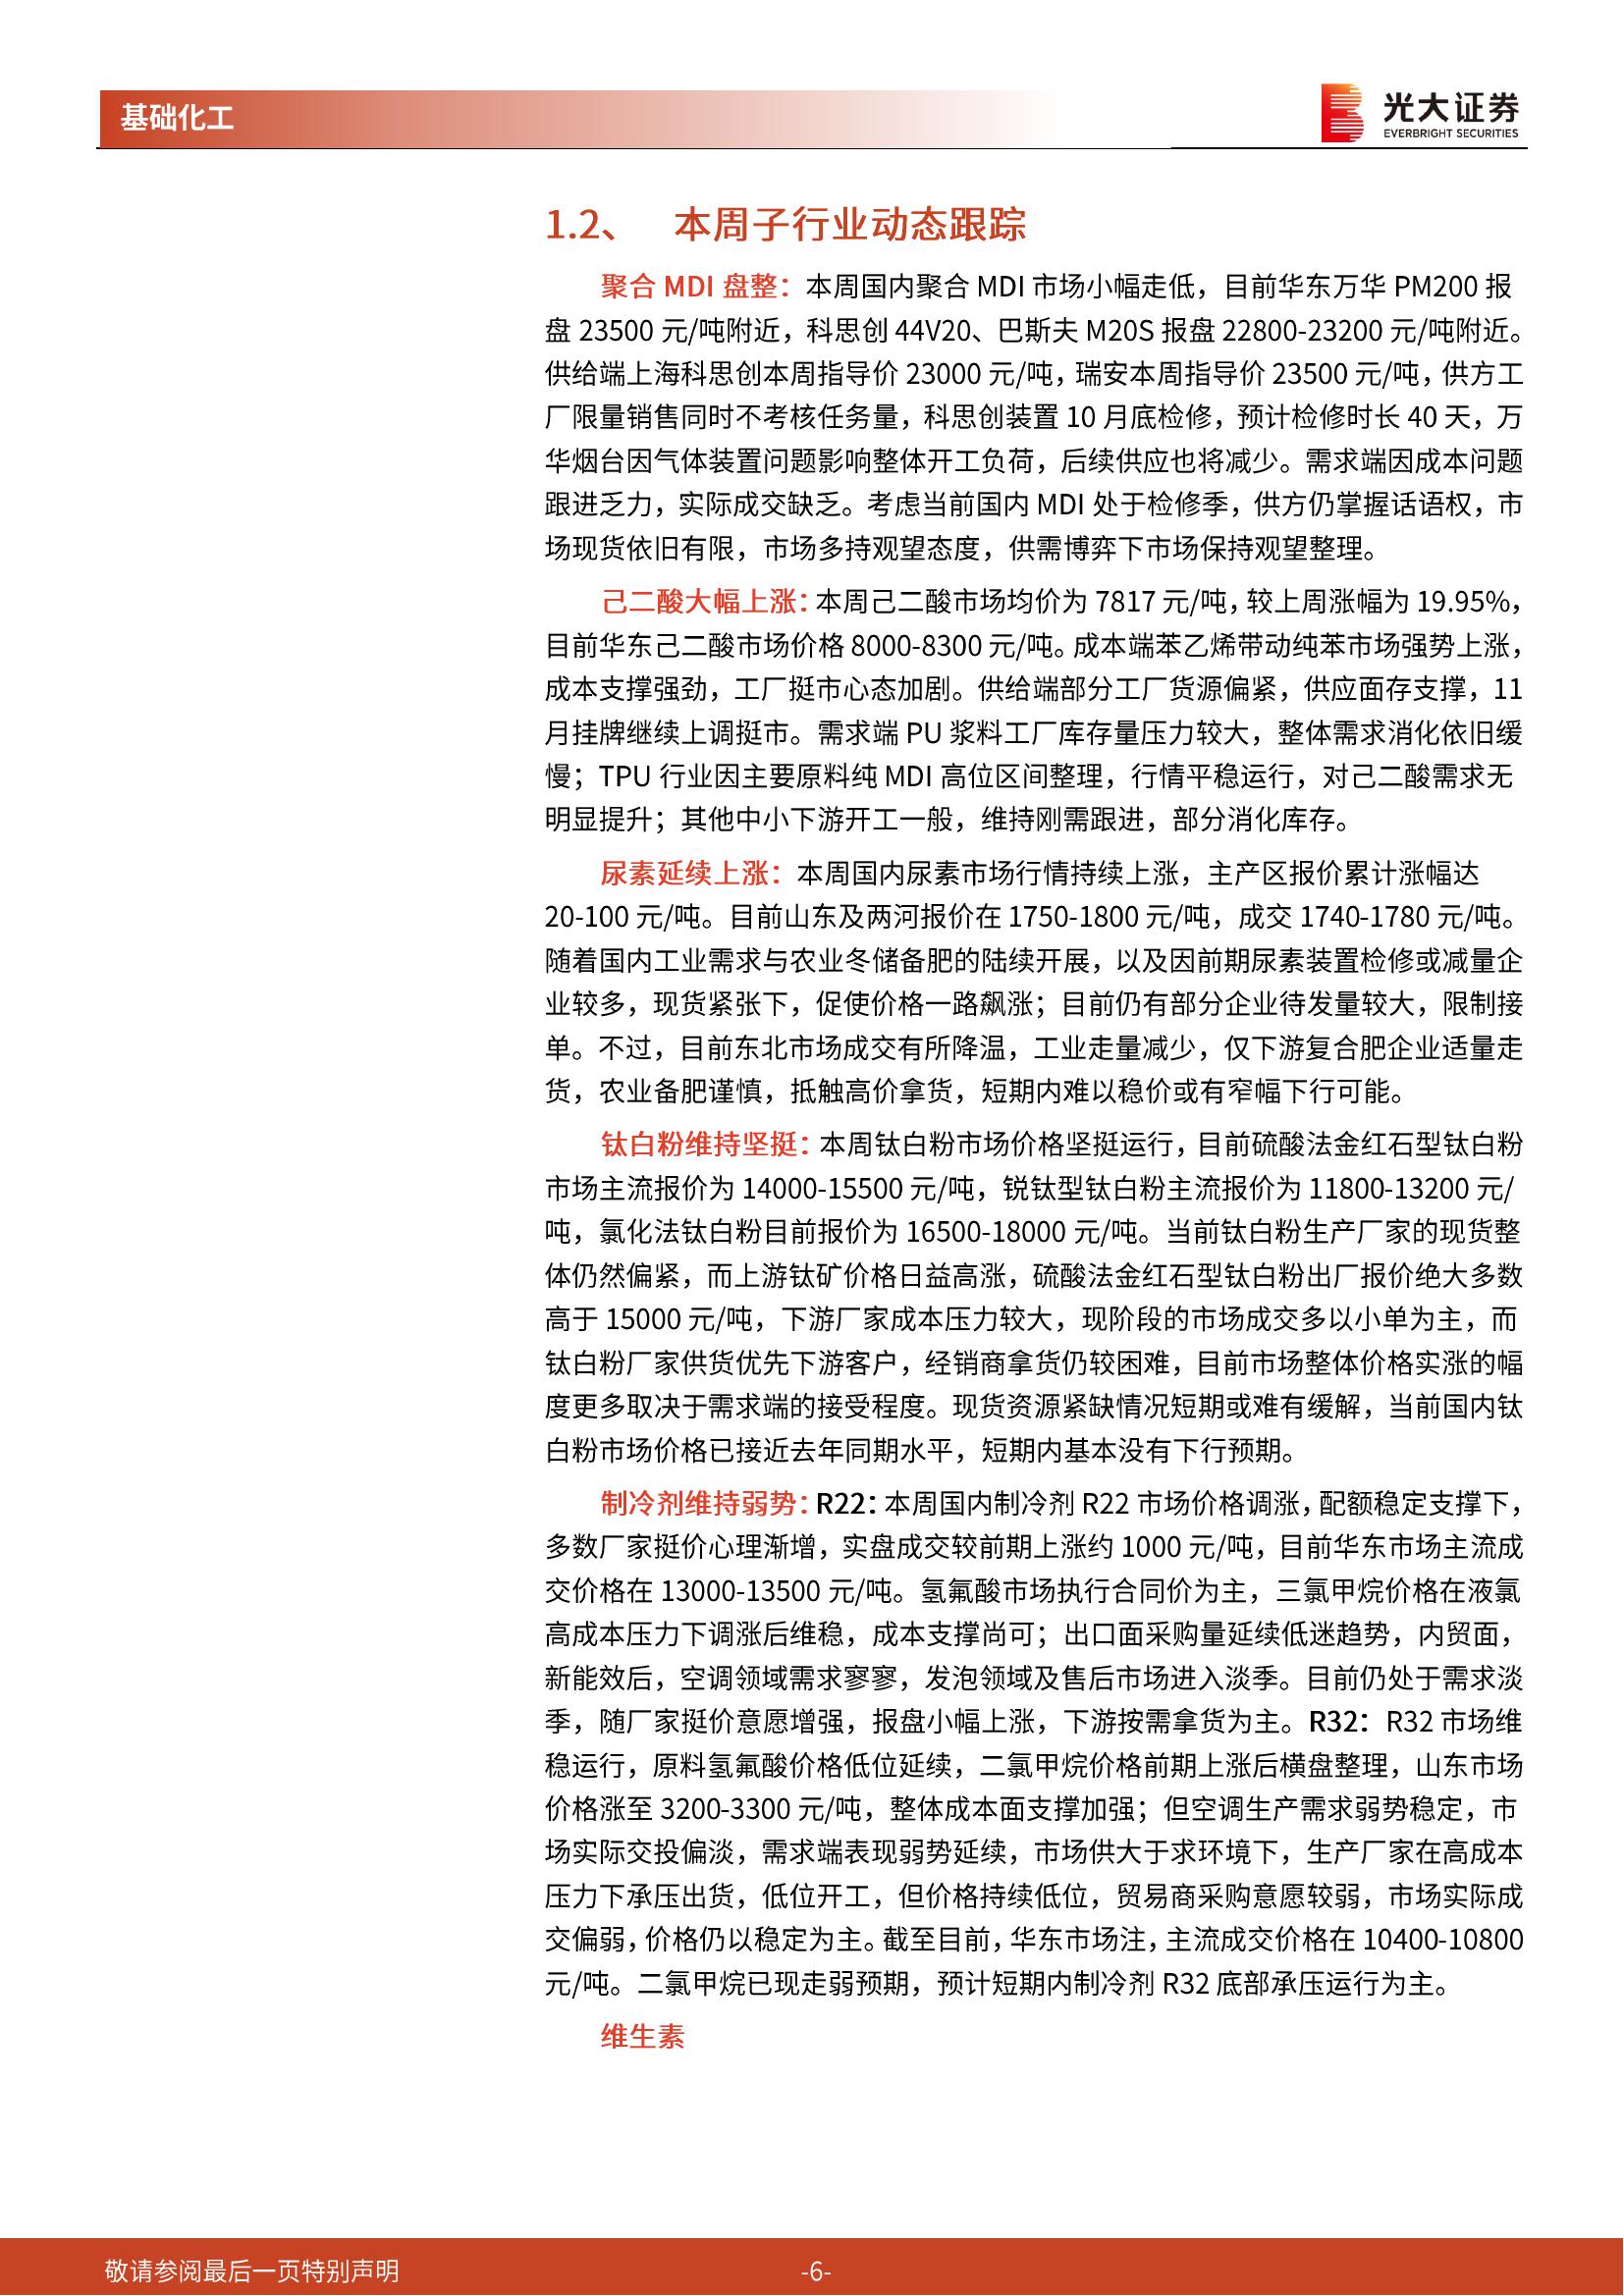 基础化工
光大证券
EVERBRIGHT SECURITIES
1.2、 本周子行业动态跟踪
聚合 MDI 盘整：本周国内聚合 MDI 市场小幅走低，目前华东万华 PM200 报
盘 23500 元/吨附近，科思创 44V20、巴斯夫 M20S 报盘 22800-23200 元/吨附近。
供给端上海科思创本周指导价 23000 元/吨，瑞安本周指导价 23500 元/吨，供方工
厂限量销售同时不考核任务量，科思创装置 10 月底检修，预计检修时长 40 天，万
华烟台因气体装置问题影响整体开工负荷，后续供应也将减少。需求端因成本问题
跟进乏力，实际成交缺乏。考虑当前国内 MDI 处于检修季，供方仍掌握话语权，市
场现货依旧有限，市场多持观望态度，供需博弈下市场保持观望整理。
己二酸大幅上涨：本周己二酸市场均价为 7817 元/吨，较上周涨幅为 19.95%，
目前华东己二酸市场价格 8000-8300 元/吨。成本端苯乙烯带动纯苯市场强势上涨，
成本支撑强劲，工厂挺市心态加剧。供给端部分工厂货源偏紧，供应面存支撑，11
月挂牌继续上调挺市。需求端 PU 浆料工厂库存量压力较大，整体需求消化依旧缓
慢；TPU 行业因主要原料纯 MDI 高位区间整理，行情平稳运行，对己二酸需求无
明显提升；其他中小下游开工一般，维持刚需跟进，部分消化库存。
尿素延续上涨：本周国内尿素市场行情持续上涨，主产区报价累计涨幅达
20-100 元/吨。目前山东及两河报价在 1750-1800 元/吨，成交 1740-1780 元/吨。
随着国内工业需求与农业冬储备肥的陆续开展，以及因前期尿素装置检修或减量企
业较多，现货紧张下，促使价格一路飙涨；目前仍有部分企业待发量较大，限制接
单。不过，目前东北市场成交有所降温，工业走量减少，仅下游复合肥企业适量走
货，农业备肥谨慎，抵触高价拿货，短期内难以稳价或有窄幅下行可能。
钛白粉维持坚挺：本周钛白粉市场价格坚挺运行，目前硫酸法金红石型钛白粉
市场主流报价为 14000-15500 元/吨，锐钛型钛白粉主流报价为 11800-13200 元/
吨，氯化法钛白粉目前报价为 16500-18000 元/吨。当前钛白粉生产厂家的现货整
体仍然偏紧，而上游钛矿价格日益高涨，硫酸法金红石型钛白粉出厂报价绝大多数
高于 15000 元/吨，下游厂家成本压力较大，现阶段的市场成交多以小单为主，而
钛白粉厂家供货优先下游客户，经销商拿货仍较困难，目前市场整体价格实涨的幅
度更多取决于需求端的接受程度。现货资源紧缺情况短期或难有缓解，当前国内钛
白粉市场价格已接近去年同期水平，短期内基本没有下行预期。
制冷剂维持弱势：R22：本周国内制冷剂 R22 市场价格调涨，配额稳定支撑下，
多数厂家挺价心理渐增，实盘成交较前期上涨约 1000 元/吨，目前华东市场主流成
交价格在 13000-13500 元/吨。氢氟酸市场执行合同价为主，三氯甲烷价格在液氯
高成本压力下调涨后维稳，成本支撑尚可；出口面采购量延续低迷趋势，内贸面，
新能效后，空调领域需求寥寥，发泡领域及售后市场进入淡季。目前仍处于需求淡
季，随厂家挺价意愿增强，报盘小幅上涨，下游按需拿货为主。R32：R32 市场维
稳运行，原料氢氟酸价格低位延续，二氯甲烷价格前期上涨后横盘整理，山东市场
价格涨至 3200-3300 元/吨，整体成本面支撑加强；但空调生产需求弱势稳定，市
场实际交投偏淡，需求端表现弱势延续，市场供大于求环境下，生产厂家在高成本
压力下承压出货，低位开工，但价格持续低位，贸易商采购意愿较弱，市场实际成
交偏弱，价格仍以稳定为主。截至目前，华东市场注，主流成交价格在 10400-10800
元/吨。二氯甲烷已现走弱预期，预计短期内制冷剂 R32 底部承压运行为主。
维生素
敬请参阅最后一页特别声明
-6-